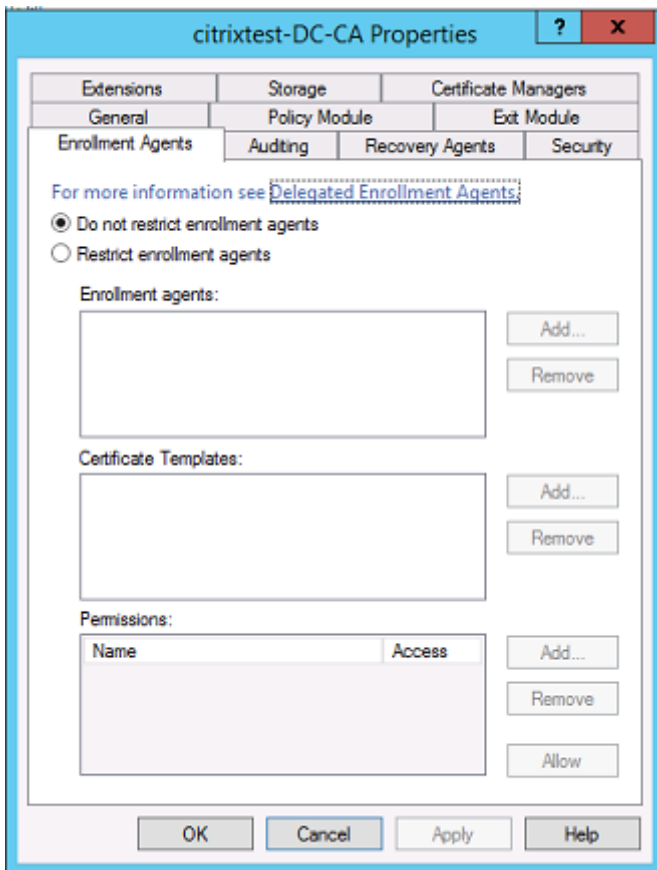 citrixtest-DC-CA Properties
? x
Extensions Storage Certificate Managers
General Policy Module Exit Module
Enrollment Agents Auditing Recovery Agents Security
For more information see Delegated Enrollment Agents.
Do not restrict enrollment agents
Restrict enrollment agents
Enrollment agents:
Add...
Remove
Certificate Templates:
Add...
Remove
Permissions:
Name Access
Add...
Remove
Allow
OK Cancel Apply Help